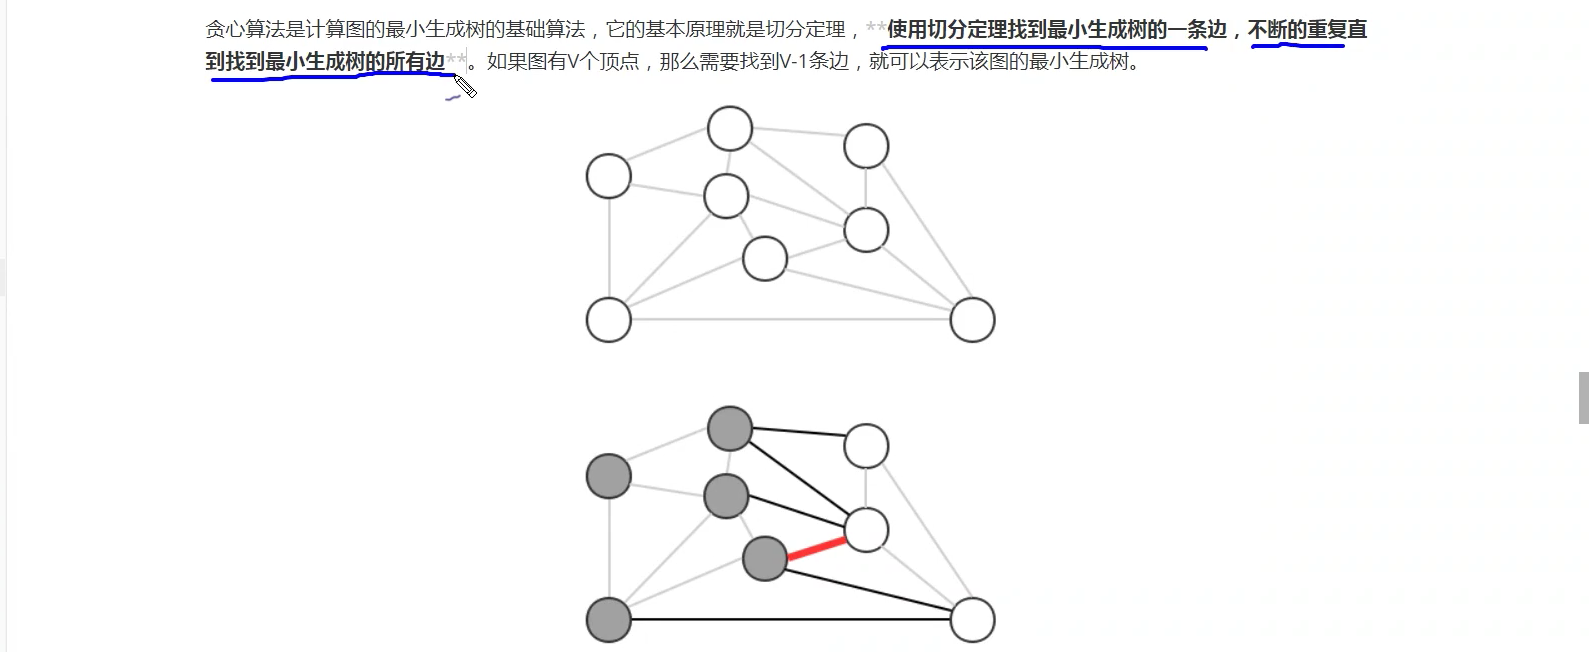 贪心算法是计算图的最小生成树的基础算法，它的基本原理就是切分定理，**使用切分定理找到最小生成树的一条边，不断的重复直
到找到最小生成树的所有边**。如果图有V个顶点，那么需要找到V-1条边，就可以表示该图的最小生成树。